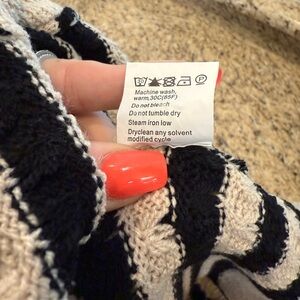 Machine wash,
warm,30C(85F)
Do not bleach
Do not tumble dry
Steam iron low
Dryclean any solvent
modified cycle